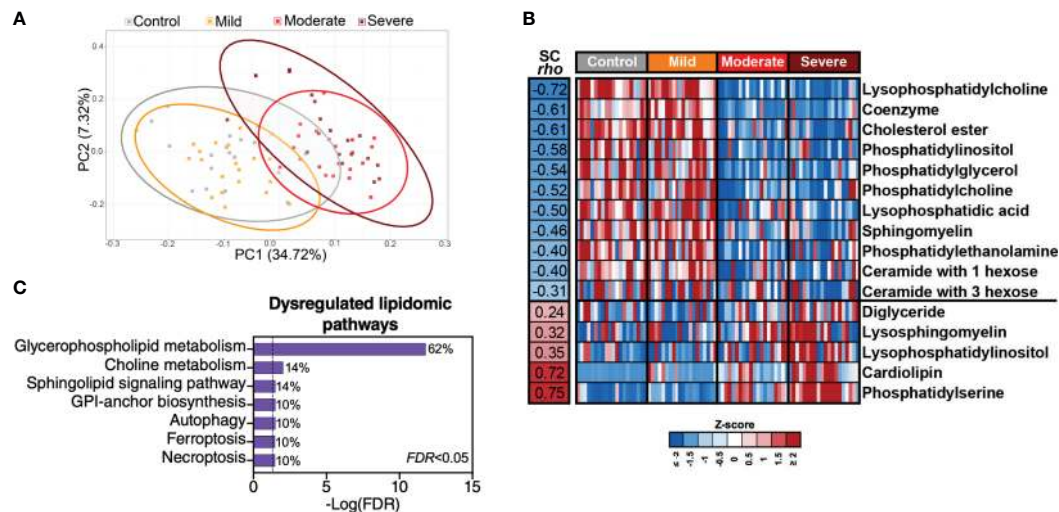 A
Control Mild Moderate Severe
0.4
0.2
0.0
-0.2
PC2 (7.32%)
-0.3 -0.2 -0.1 0.0 0.1 0.2 0.3
PC1 (34.72%)
B
SC
rho
Control Mild Moderate Severe
-0.72 Lysophosphatidylcholine
-0.61 Coenzyme
-0.61 Cholesterol ester
-0.58 Phosphatidylinositol
-0.54 Phosphatidylglycerol
-0.52 Phosphatidylcholine
-0.50 Lysophosphatidic acid
-0.46 Sphingomyelin
-0.40 Phosphatidylethanolamine
-0.40 Ceramide with 1 hexose
-0.31 Ceramide with 3 hexose
0.24 Diglyceride
0.32 Lysosphingomyelin
0.35 Lysophosphatidylinositol
0.72 Cardiolipin
0.75 Phosphatidylserine
Z-score
-1.5 -1 -0.5 0 0.5 1 1.5 ≥ 2
C
Dysregulated lipidomic
pathways
Glycerophospholipid metabolism 62%
Choline metabolism 14%
Sphingolipid signaling pathway 14%
GPI-anchor biosynthesis 10%
Autophagy 10%
Ferroptosis 10%
Necroptosis 10%
FDR<0.05
0 5 10 15
-Log(FDR)